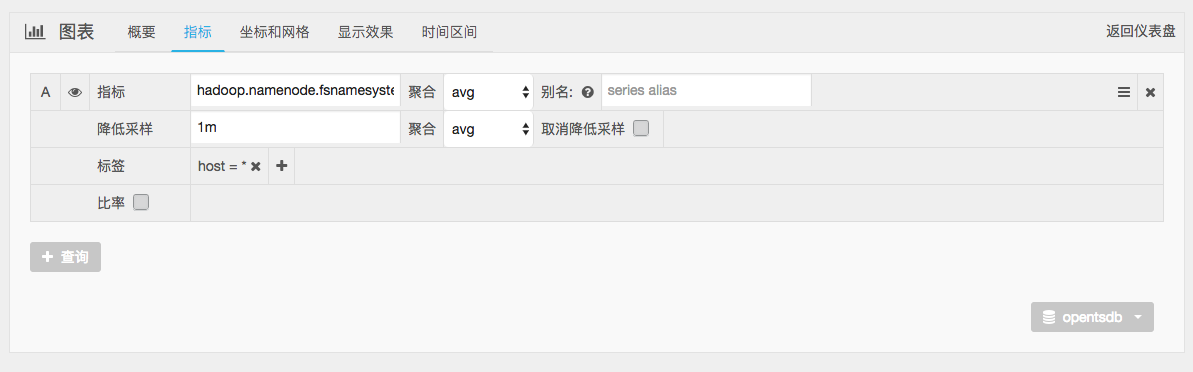 图表 概要 指标 坐标和网格 显示效果 时间区间 返回仪表盘
A 指标 hadoop.namenode.fsnamesyste 聚合 avg 别名: series alias
降低采样 1m 聚合 avg 取消降低采样
标签 host = *
比率
查询
opentsdb